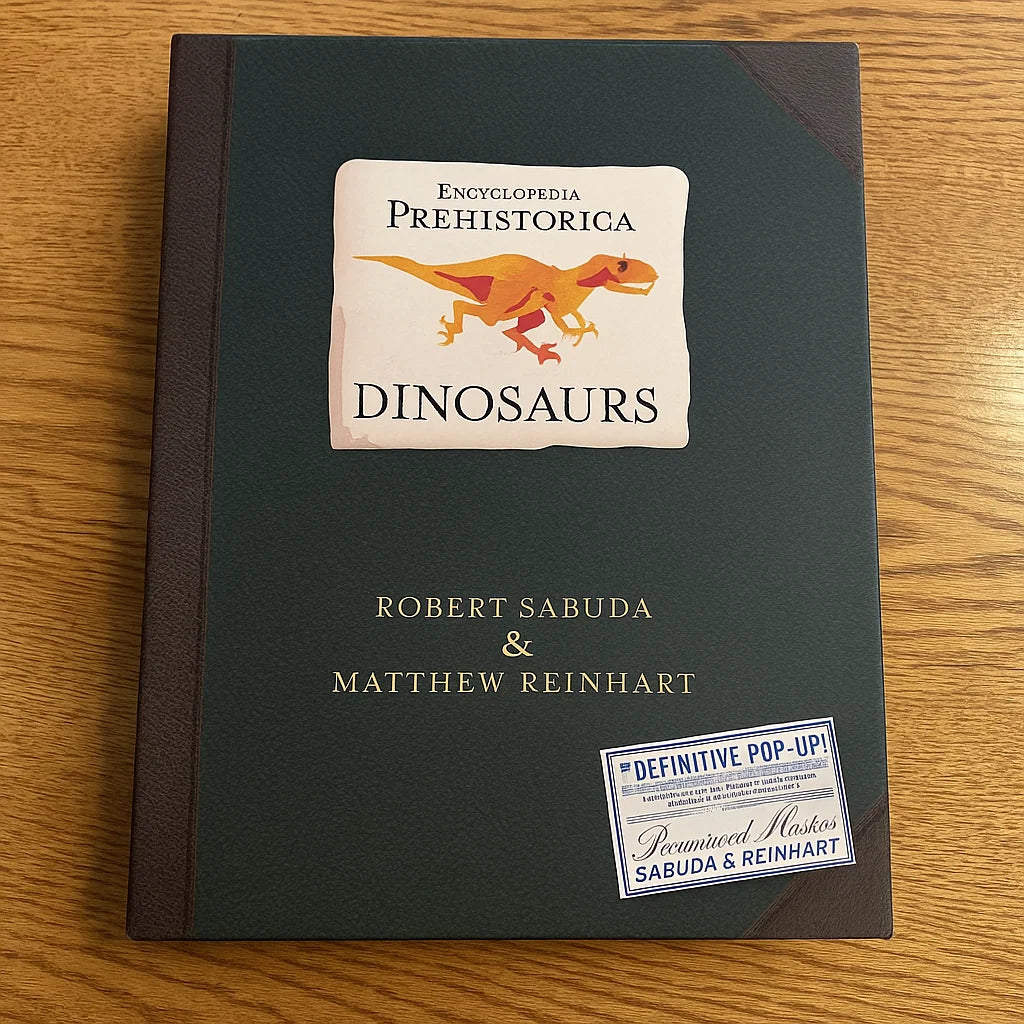 ENCYCLOPEDIA
PREHISTORICA
DINOSAURS
ROBERT SABUDA
&
MATTHEW REINHART
DEFINITIVE POP-UP!
SABUDA & REINHART